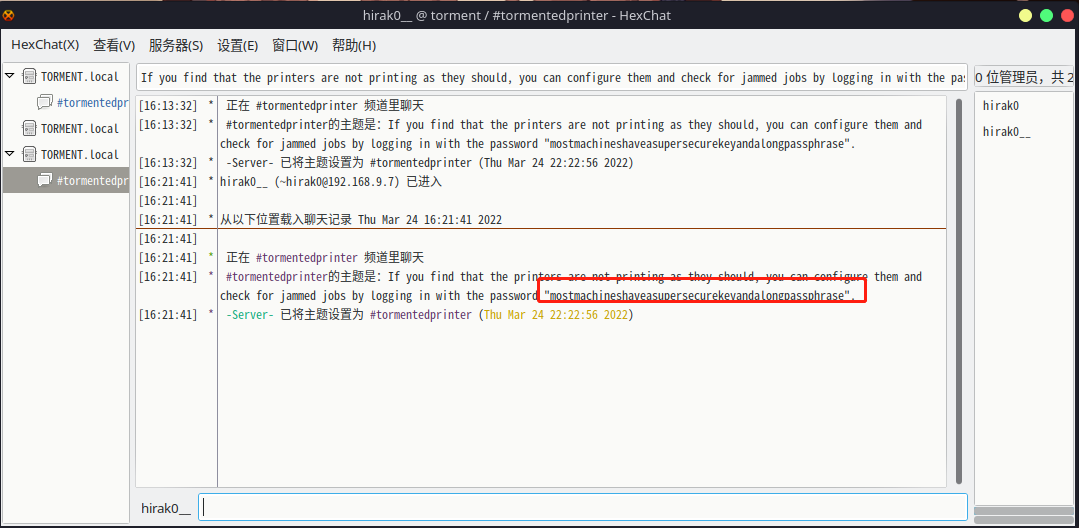 hirak0__ @ torment / #tormentedprinter - HexChat
HexChat(X) 查看(V) 服务器(S) 设置(E) 窗口(W) 帮助(H)
TORMENT.local
#tormentedpr
TORMENT.local
TORMENT.local
#tormentedpr
If you find that the printers are not printing as they should, you can configure them and check for jammed jobs by logging in with the pas
[16:13:32] * 正在 #tormentedprinter 频道里聊天
[16:13:32] * #tormentedprinter的主题是: If you find that the printers are not printing as they should, you can configure them and
check for jammed jobs by logging in with the password "mostmachineshaveasupersecurekeyandalongpassphrase".
[16:13:32] * -Server- 已将主题设置为 #tormentedprinter (Thu Mar 24 22:22:56 2022)
[16:21:41] * hirak0__ (~hirak0@192.168.9.7) 已进入
[16:21:41]
[16:21:41] * 从以下位置载入聊天记录 Thu Mar 24 16:21:41 2022
[16:21:41]
[16:21:41] * 正在 #tormentedprinter 频道里聊天
[16:21:41] * #tormentedprinter的主题是: If you find that the printers are not printing as they should, you can configure them and
check for jammed jobs by logging in with the password "mostmachineshaveasupersecurekeyandalongpassphrase".
[16:21:41] * -Server- 已将主题设置为 #tormentedprinter (Thu Mar 24 22:22:56 2022)
0 位管理员，共 2
hirak0
hirak0__
hirak0__